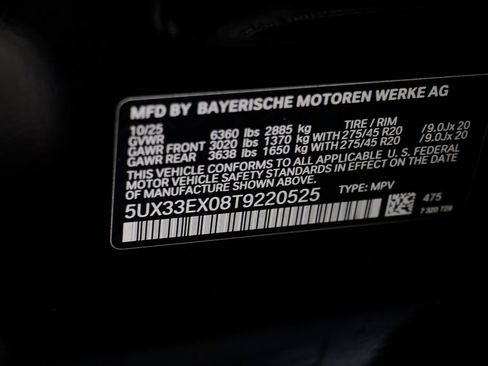 MFD BY BAYERISCHE MOTOREN WERKE AG
10/25 TIRE / RIM
GVWR 6360 lbs 2885 kg
GAWR FRONT 3020 lbs 1370 kg WITH 275/45 R20 / 9.0Jx 20
GAWR REAR 3638 lbs 1650 kg WITH 275/45 R20 / 9.0Jx 20
THIS VEHICLE CONFORMS TO ALL APPLICABLE U. S. FEDERAL
MOTOR VEHICLE SAFETY STANDARDS IN EFFECT ON THE DATE
OF MANUFACTURE SHOWN ABOVE.
5UX33EX08T9220525 TYPE: MPV
475
7 320 729